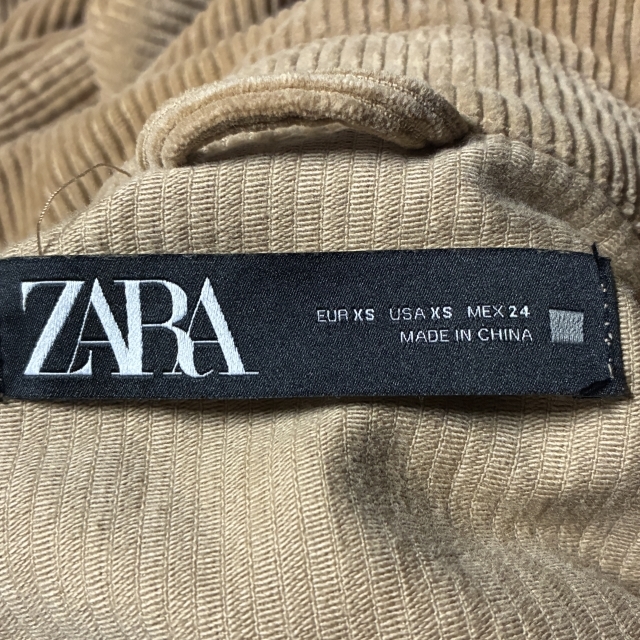 ZARA
EUR XS USA XS MEX 24
MADE IN CHINA